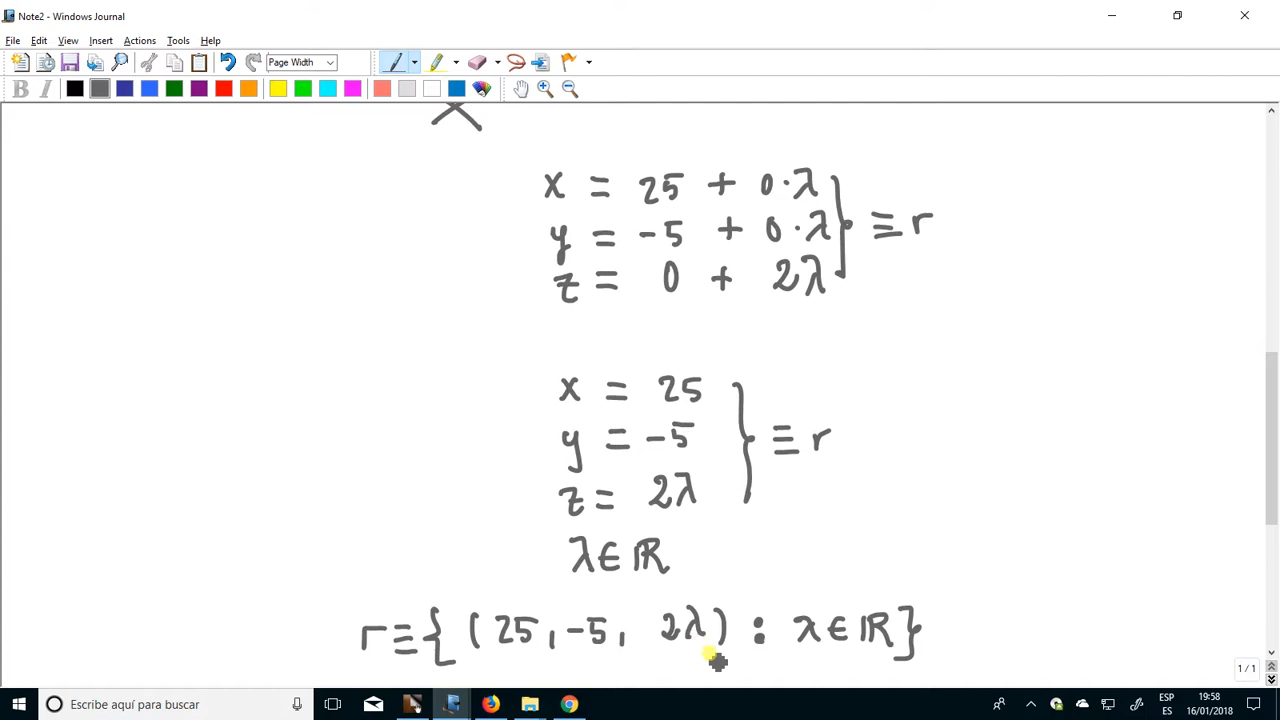 Note2 - Windows Journal
File Edit View Insert Actions Tools Help
Page Width
B I
x = 25 + 0·λ
y = -5 + 0·λ } ≡ r
z = 0 + 2λ
x = 25
y = -5 } ≡ r
z = 2λ
λ ∈ ℝ
r ≡ { (25, -5, 2λ) : λ ∈ ℝ }
1 / 1
Escribe aquí para buscar
ESP
ES
19:58
16/01/2018